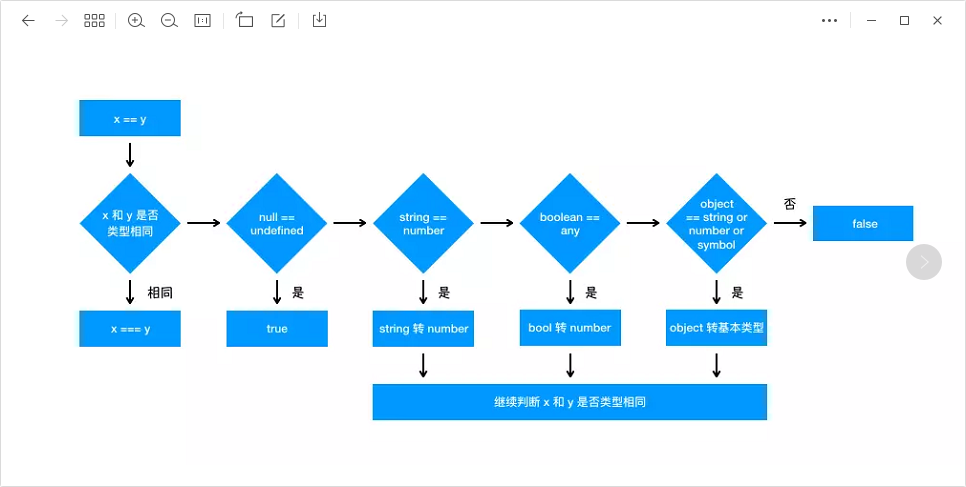 x == y
x 和 y 是否
类型相同
null ==
undefined
string ==
number
boolean ==
any
object
== string or
number or
symbol
否
false
相同
是
是
是
是
x === y
true
string 转 number
bool 转 number
object 转基本类型
继续判断 x 和 y 是否类型相同